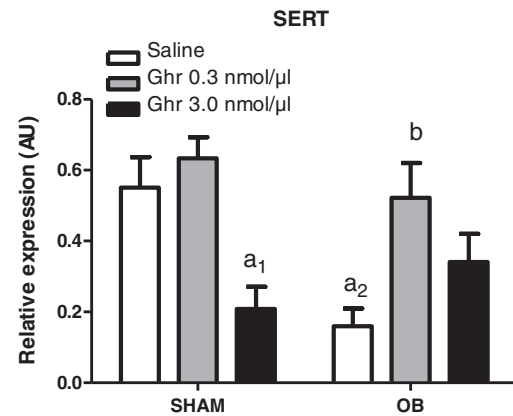 SERT
Saline
Ghr 0.3 nmol/µl
Ghr 3.0 nmol/µl
Relative expression (AU)
0.8
0.6
0.4
0.2
0.0
a1
a2
b
SHAM
OB